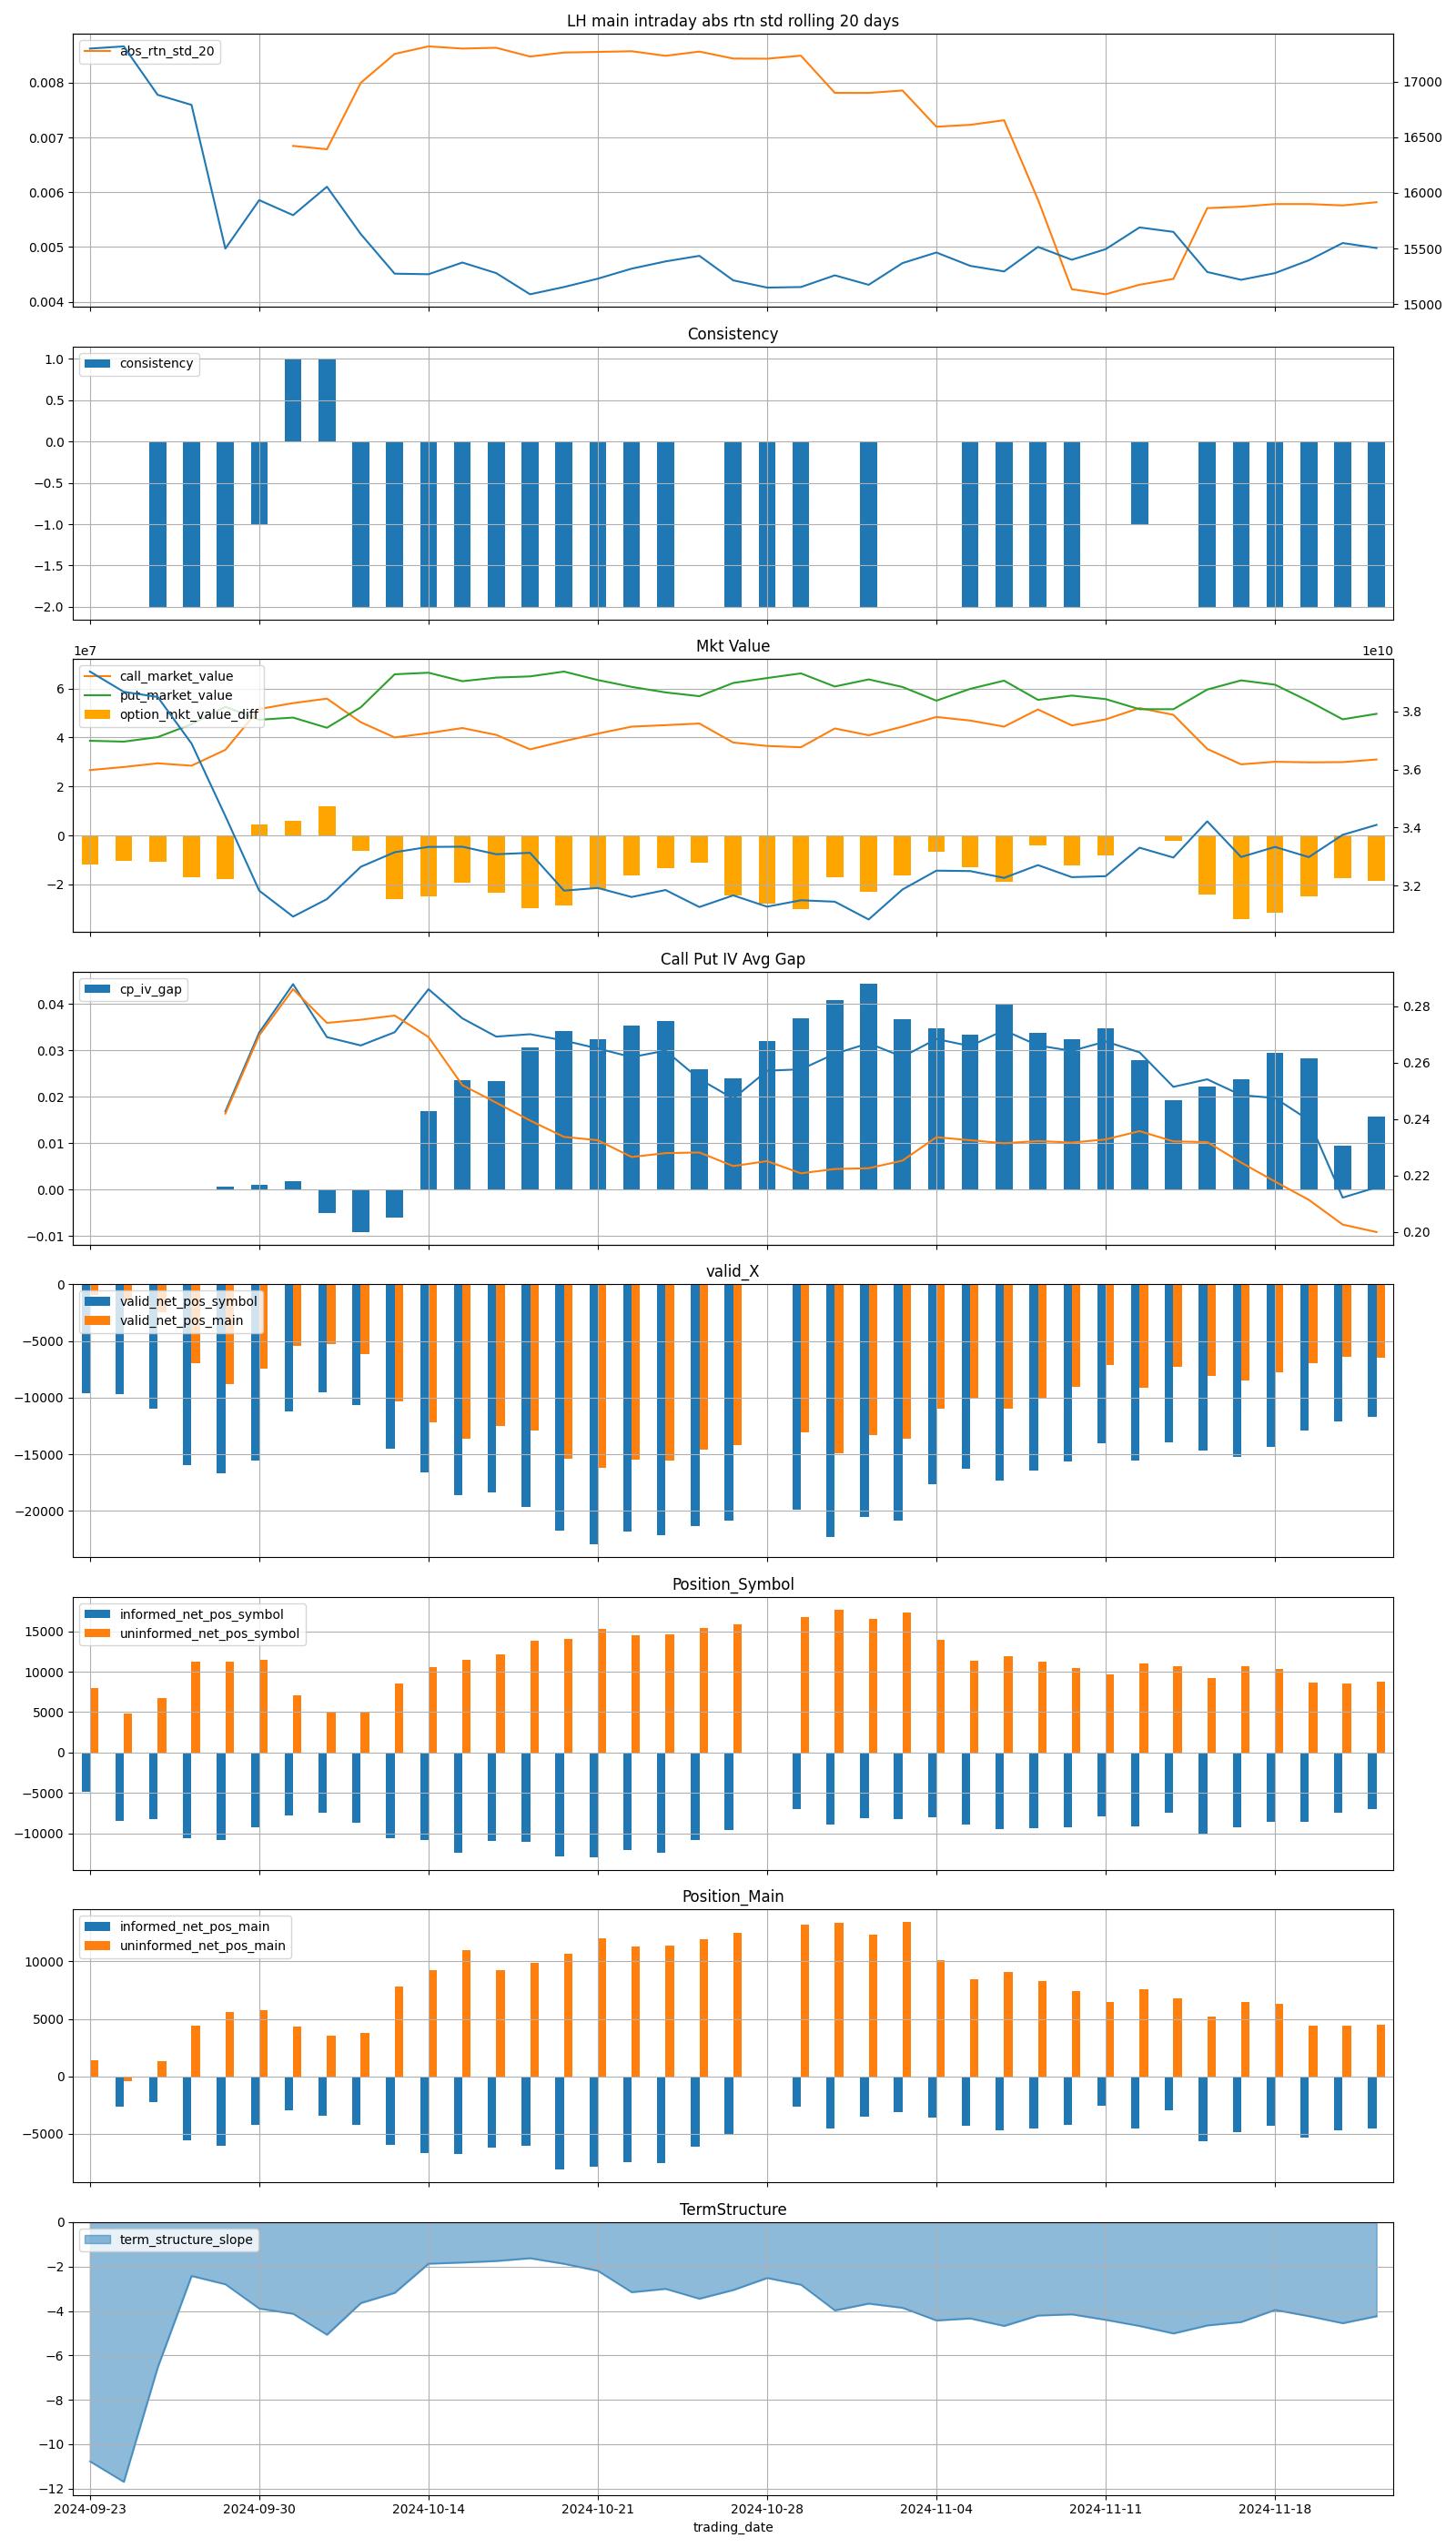 LH main intraday abs rtn std rolling 20 days
abs_rtn_std_20
0.008
0.007
0.006
0.005
0.004
17000
16500
16000
15500
15000
Consistency
consistency
1.0
0.5
0.0
−0.5
−1.0
−1.5
−2.0
Mkt Value
1e7
1e10
call_market_value
put_market_value
option_mkt_value_diff
6
4
2
0
−2
3.8
3.6
3.4
3.2
Call Put IV Avg Gap
cp_iv_gap
0.04
0.03
0.02
0.01
0.00
−0.01
0.28
0.26
0.24
0.22
0.20
valid_X
valid_net_pos_symbol
valid_net_pos_main
0
−5000
−10000
−15000
−20000
Position_Symbol
informed_net_pos_symbol
uninformed_net_pos_symbol
15000
10000
5000
0
−5000
−10000
Position_Main
informed_net_pos_main
uninformed_net_pos_main
10000
5000
0
−5000
TermStructure
term_structure_slope
0
−2
−4
−6
−8
−10
−12
2024-09-23 2024-09-30 2024-10-14 2024-10-21 2024-10-28 2024-11-04 2024-11-11 2024-11-18
trading_date